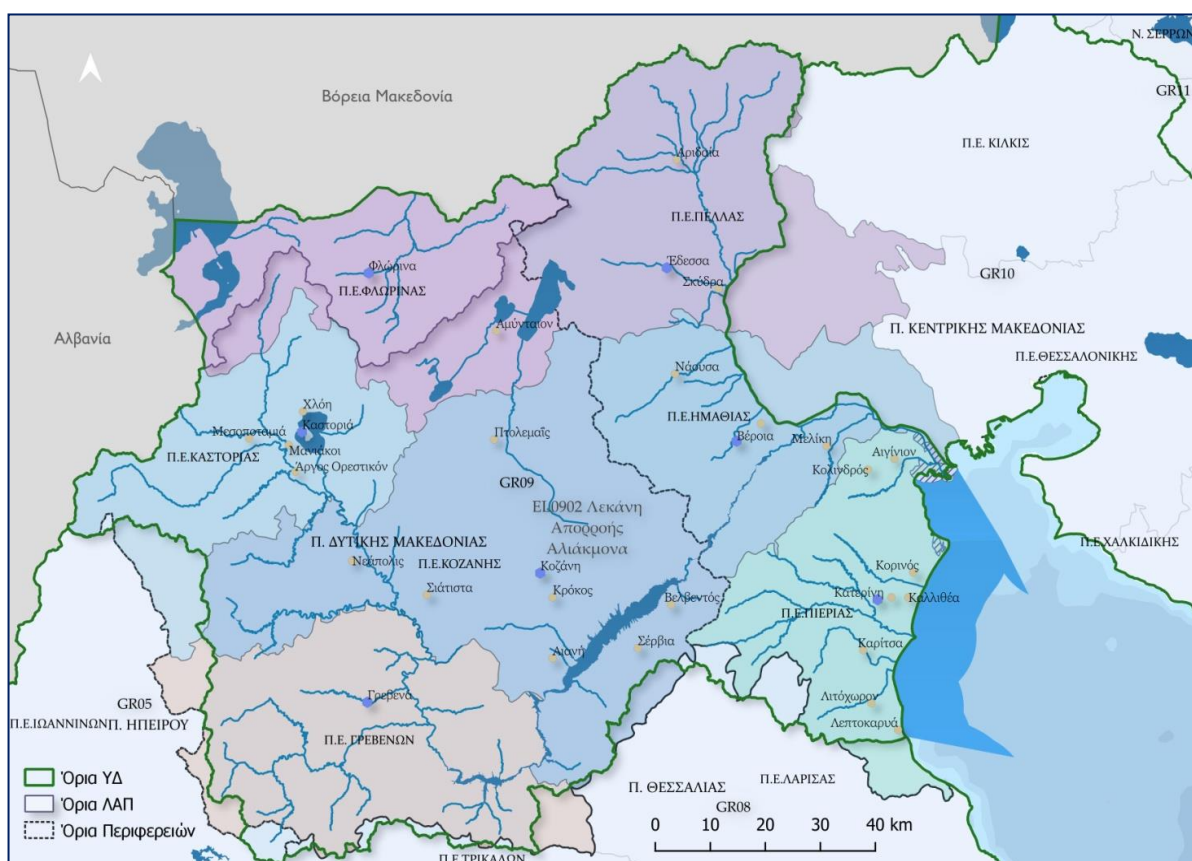 Ν. ΣΕΡΡΩΝ
GR11
Βόρεια Μακεδονία
Π.Ε. ΚΙΛΚΙΣ
Αριδαία
Π.Ε.ΠΕΛΛΑΣ
Έδεσσα
Σκύδρα
GR10
Φλώρινα
Π.Ε.ΦΛΩΡΙΝΑΣ
Αμύνταιον
Αλβανία
Π. ΚΕΝΤΡΙΚΗΣ ΜΑΚΕΔΟΝΙΑΣ
Π.Ε.ΘΕΣΣΑΛΟΝΙΚΗΣ
Νάουσα
Π.Ε.ΗΜΑΘΙΑΣ
Βέροια
Μελίκη
Χλόη
Καστοριά
Μεσοποταμιά
Μανιάκοι
Π.Ε.ΚΑΣΤΟΡΙΑΣ
Άργος Ορεστικόν
Πτολεμαΐς
Αιγίνιον
Κολινδρός
GR09
EL0902 Λεκάνη
Απορροής
Αλιάκμονα
Π. ΔΥΤΙΚΗΣ ΜΑΚΕΔΟΝΙΑΣ
Π.Ε.ΚΟΖΑΝΗΣ
Νεάπολις
Κοζάνη
Σιάτιστα
Κρόκος
Βελβεντός
Π.Ε.ΧΑΛΚΙΔΙΚΗΣ
Κορινός
Κατερίνη
Καλλιθέα
Π.Ε.ΠΙΕΡΙΑΣ
Αιανή
Σέρβια
Καρίτσα
Λιτόχωρον
Λεπτοκαρυά
Γρεβενά
Π.Ε. ΓΡΕΒΕΝΩΝ
GR05
Π.Ε.ΙΩΑΝΝΙΝΩΝ
Π. ΗΠΕΙΡΟΥ
Π. ΘΕΣΣΑΛΙΑΣ
Π.Ε.ΛΑΡΙΣΑΣ
GR08
Π.Ε.ΤΡΙΚΑΛΩΝ
Όρια ΥΔ
Όρια ΛΑΠ
Όρια Περιφερειών
0 10 20 30 40 km